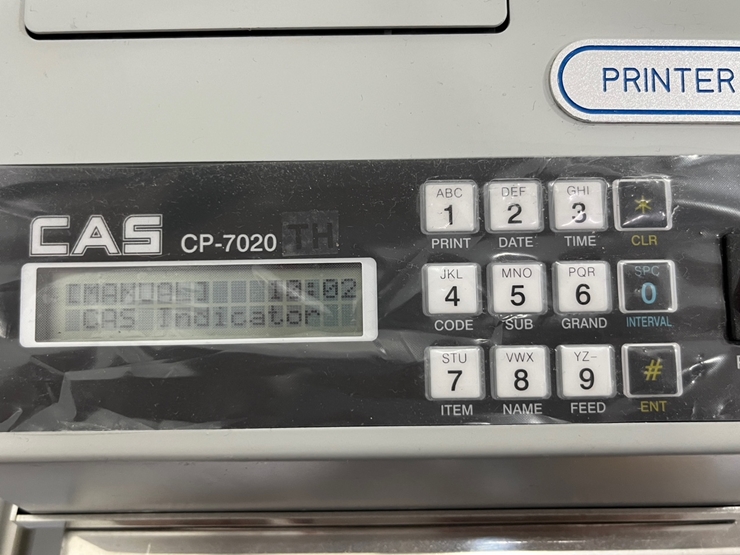 PRINTER
CAS CP-7020 TH
[MANUAL]
CAS Indicator
ABC DEF GHI
1 2 3 *
PRINT DATE TIME CLR
JKL MNO PQR SPC
4 5 6 0
CODE SUB GRAND INTERVAL
STU VWX YZ-
7 8 9 #
ITEM NAME FEED ENT